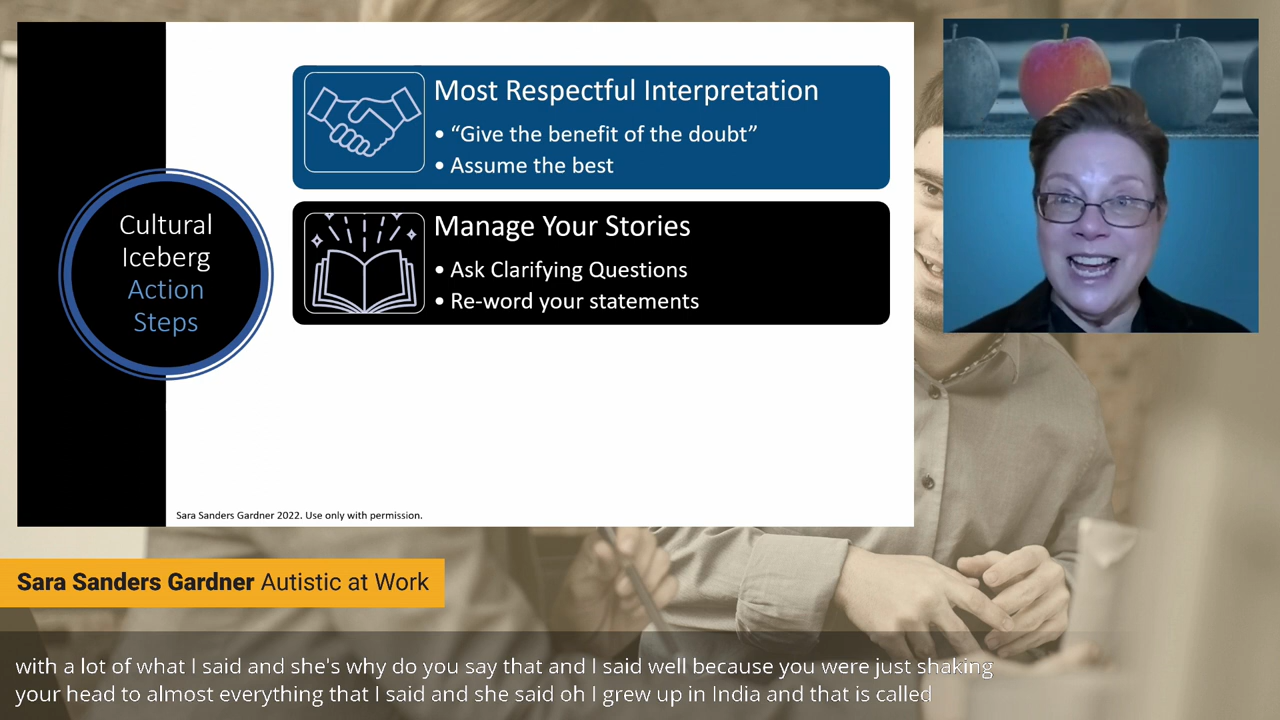 Cultural
Iceberg
Action
Steps
Most Respectful Interpretation
• “Give the benefit of the doubt”
• Assume the best
Manage Your Stories
• Ask Clarifying Questions
• Re-word your statements
Sara Sanders Gardner 2022. Use only with permission.
Sara Sanders Gardner Autistic at Work
with a lot of what I said and she's why do you say that and I said well because you were just shaking
your head to almost everything that I said and she said oh I grew up in India and that is called